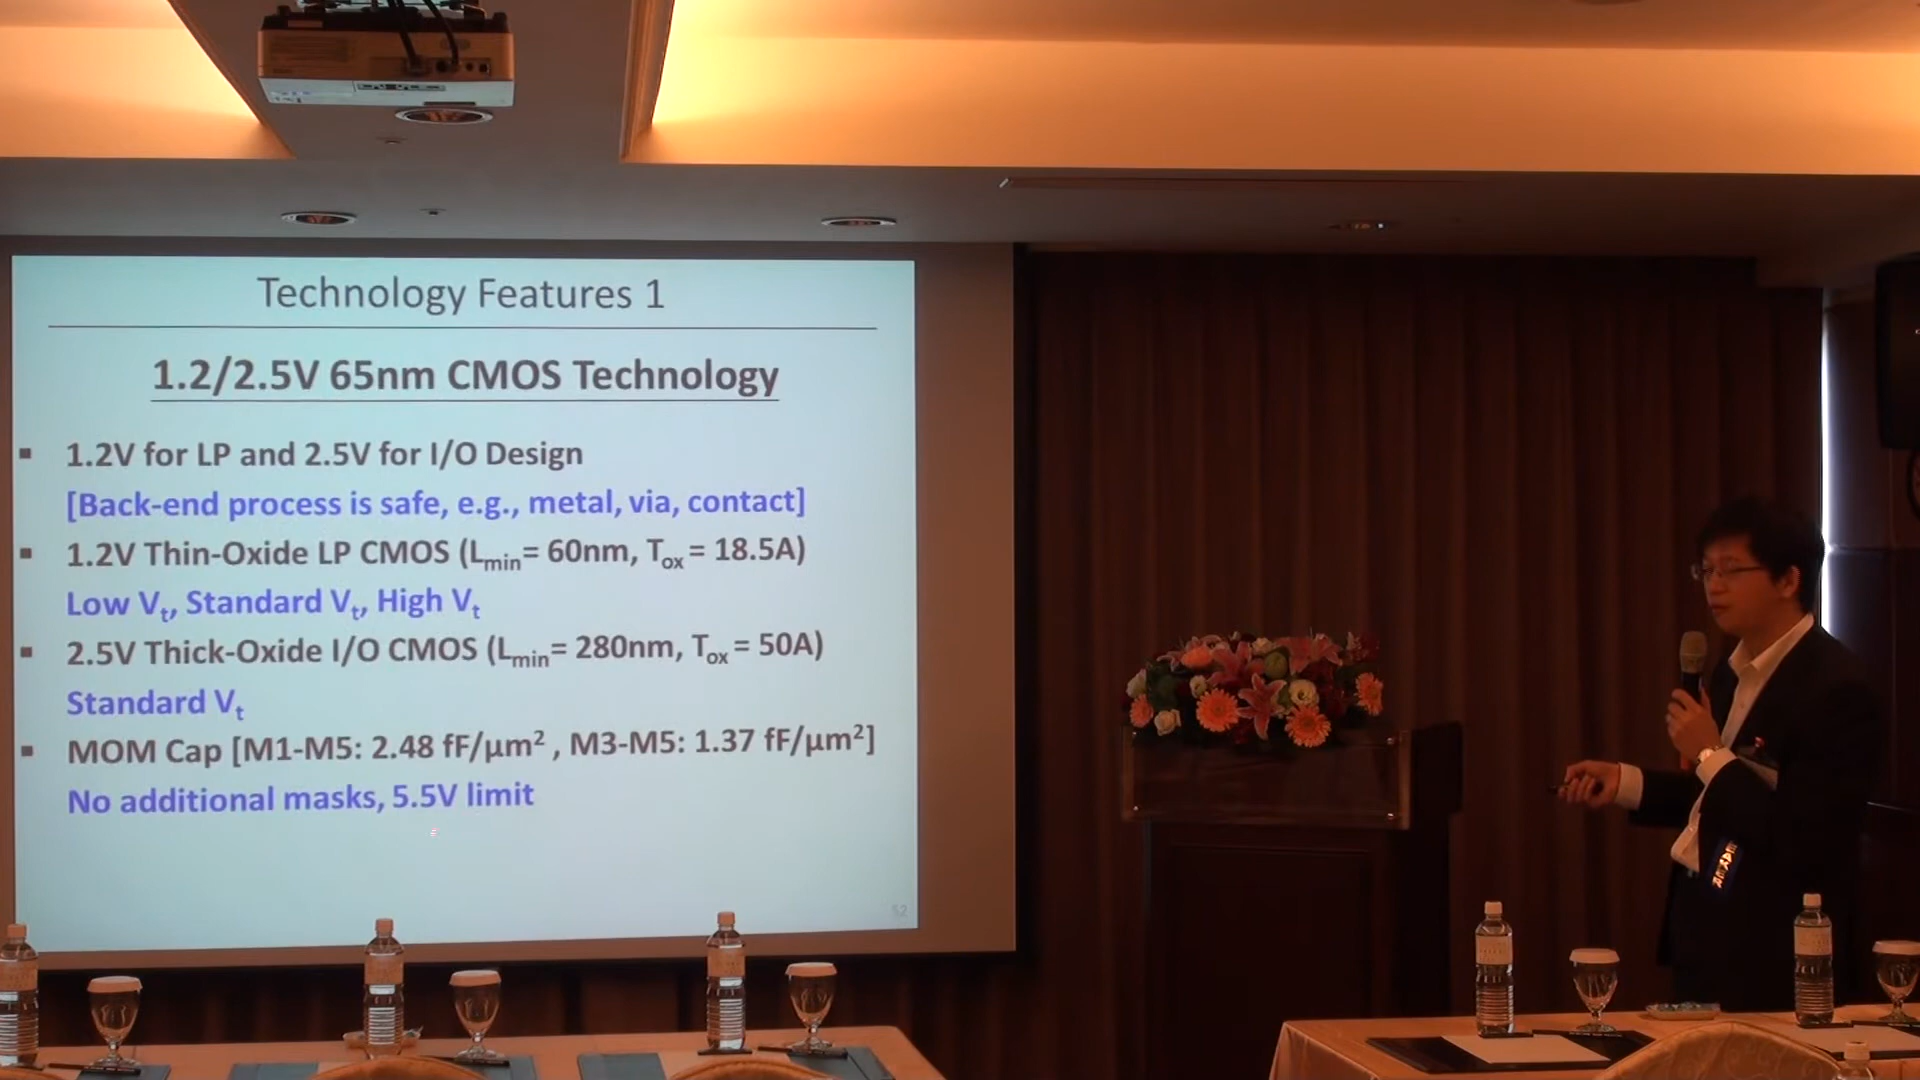 Technology Features 1
1.2/2.5V 65nm CMOS Technology
▪ 1.2V for LP and 2.5V for I/O Design
[Back-end process is safe, e.g., metal, via, contact]
▪ 1.2V Thin-Oxide LP CMOS (Lmin= 60nm, Tox = 18.5A)
Low Vt, Standard Vt, High Vt
▪ 2.5V Thick-Oxide I/O CMOS (Lmin= 280nm, Tox = 50A)
Standard Vt
▪ MOM Cap [M1-M5: 2.48 fF/μm² , M3-M5: 1.37 fF/μm²]
No additional masks, 5.5V limit
52